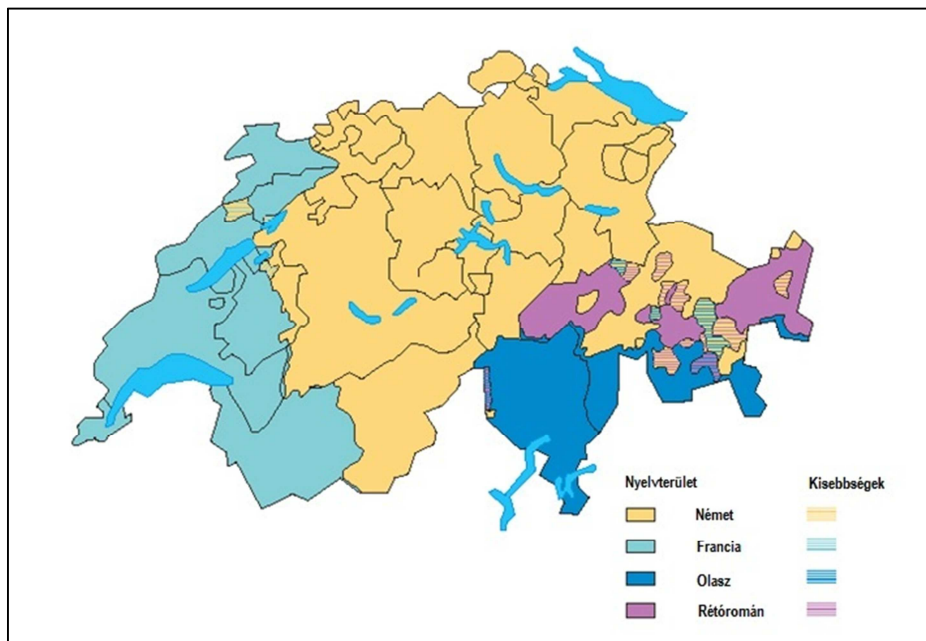 Nyelvterület Kisebbségek
Német
Francia
Olasz
Rétóromán